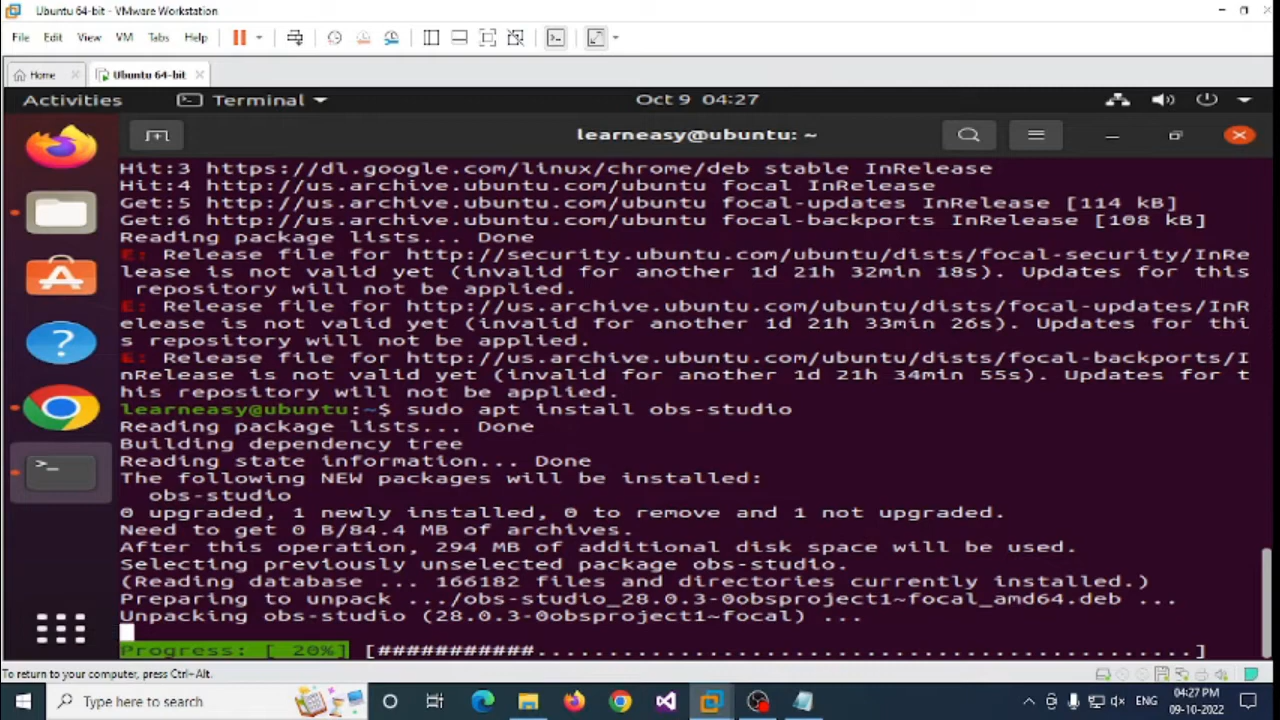 Ubuntu 64-bit - VMware Workstation
File Edit View VM Tabs Help
Home Ubuntu 64-bit
Activities Terminal Oct 9 04:27
learneasy@ubuntu: ~
Hit:3 https://dl.google.com/linux/chrome/deb stable InRelease
Hit:4 http://us.archive.ubuntu.com/ubuntu focal InRelease
Get:5 http://us.archive.ubuntu.com/ubuntu focal-updates InRelease [114 kB]
Get:6 http://us.archive.ubuntu.com/ubuntu focal-backports InRelease [108 kB]
Reading package lists... Done
E: Release file for http://security.ubuntu.com/ubuntu/dists/focal-security/InRe
lease is not valid yet (invalid for another 1d 21h 32min 18s). Updates for this
repository will not be applied.
E: Release file for http://us.archive.ubuntu.com/ubuntu/dists/focal-updates/InR
elease is not valid yet (invalid for another 1d 21h 33min 26s). Updates for thi
s repository will not be applied.
E: Release file for http://us.archive.ubuntu.com/ubuntu/dists/focal-backports/I
nRelease is not valid yet (invalid for another 1d 21h 34min 55s). Updates for t
his repository will not be applied.
learneasy@ubuntu:~$ sudo apt install obs-studio
Reading package lists... Done
Building dependency tree
Reading state information... Done
The following NEW packages will be installed:
obs-studio
0 upgraded, 1 newly installed, 0 to remove and 1 not upgraded.
Need to get 0 B/84.4 MB of archives.
After this operation, 294 MB of additional disk space will be used.
Selecting previously unselected package obs-studio.
(Reading database ... 166182 files and directories currently installed.)
Preparing to unpack .../obs-studio_28.0.3-0obsproject1~focal_amd64.deb ...
Unpacking obs-studio (28.0.3-0obsproject1~focal) ...
Progress: [ 20%] [###########...............................................]
To return to your computer, press Ctrl+Alt.
Type here to search
ENG 04:27 PM
09-10-2022